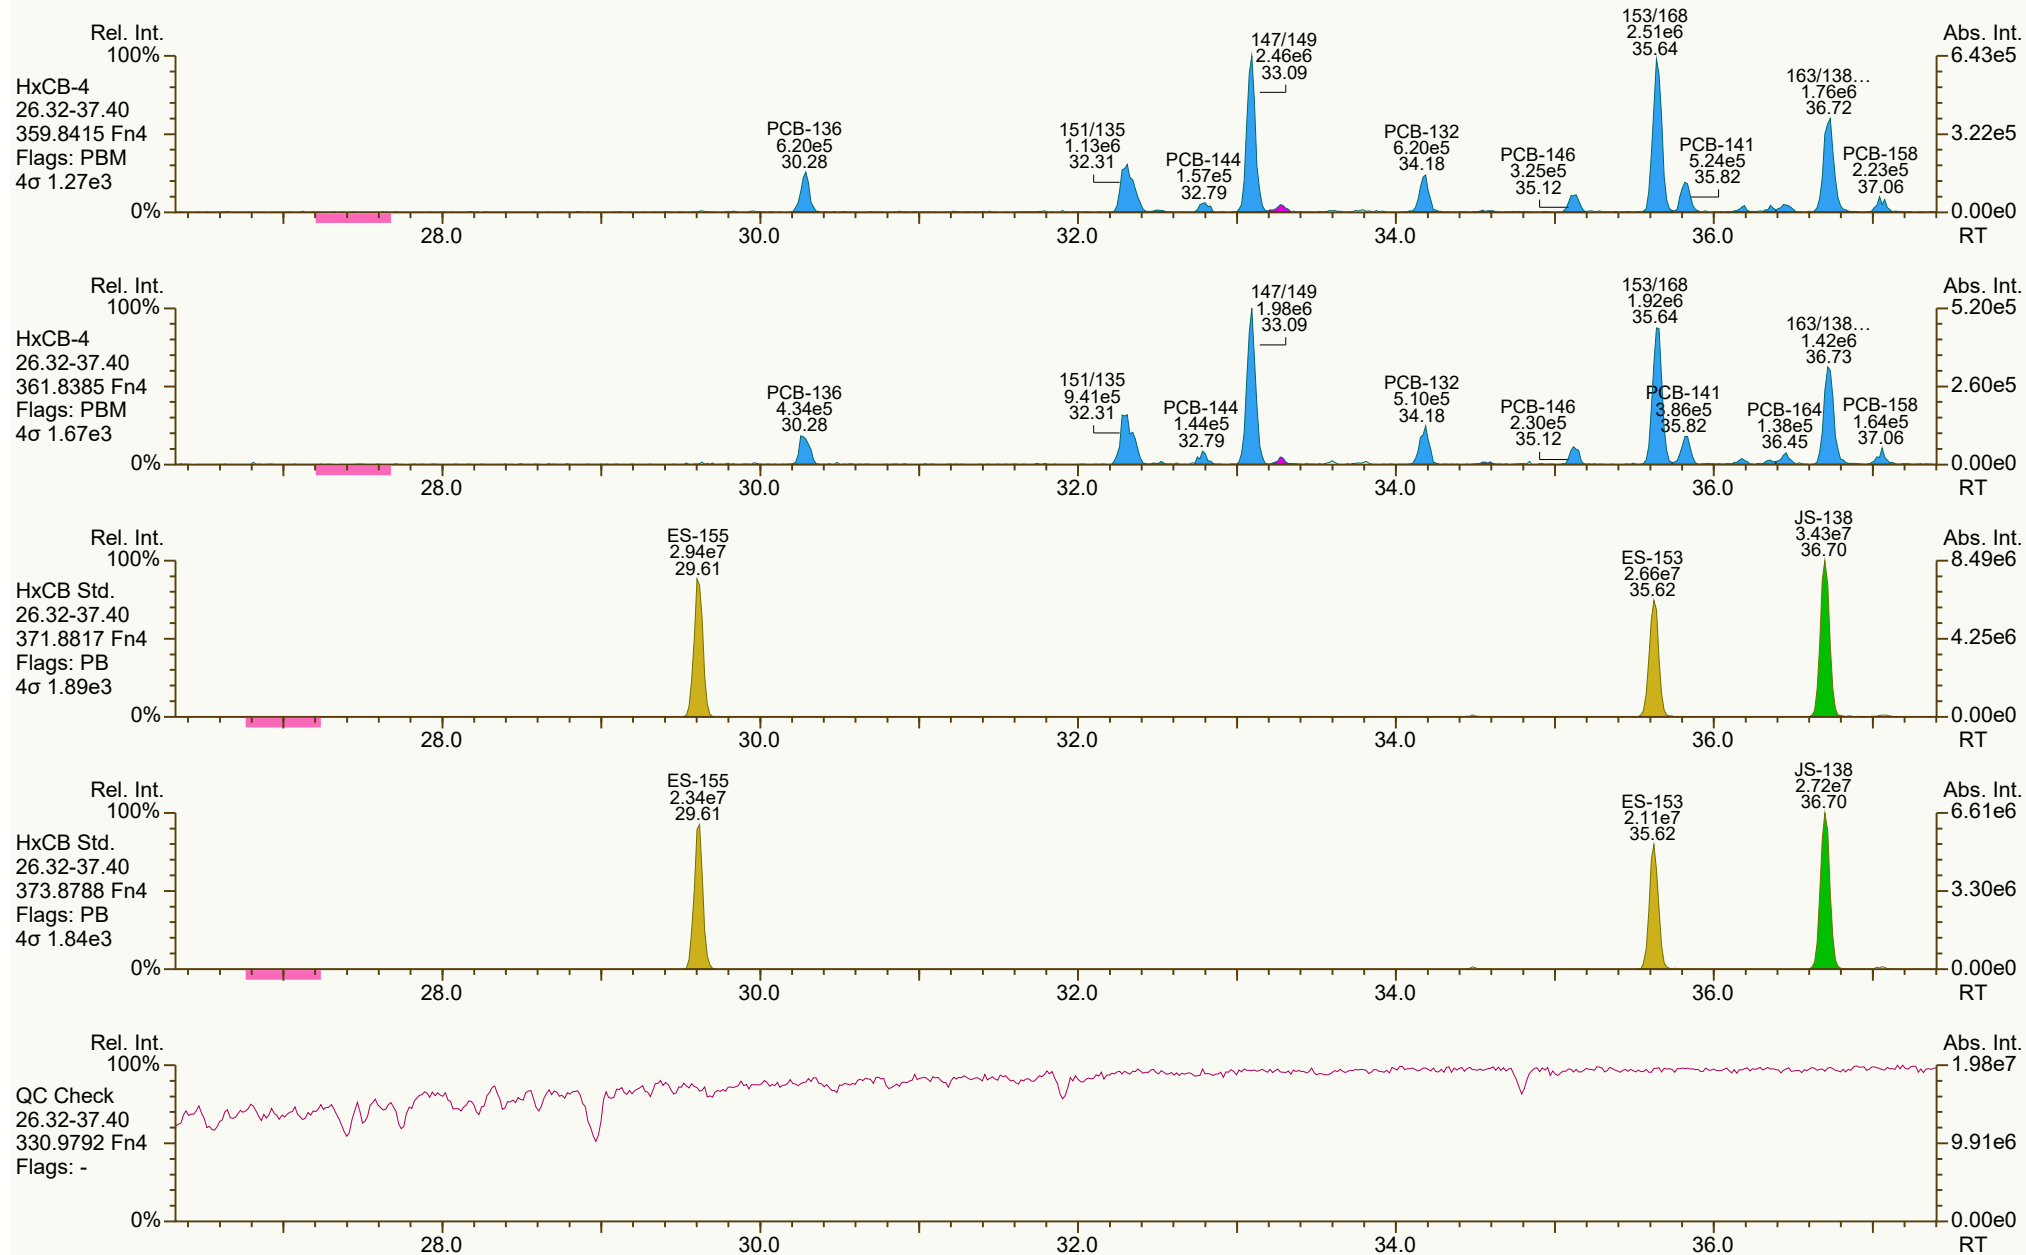 Rel. Int.
100%
0%
HxCB-4
26.32-37.40
359.8415 Fn4
Flags: PBM
4σ 1.27e3
PCB-136
6.20e5
30.28
151/135
1.13e6
32.31
PCB-144
1.57e5
32.79
147/149
2.46e6
33.09
PCB-132
6.20e5
34.18
PCB-146
3.25e5
35.12
153/168
2.51e6
35.64
PCB-141
5.24e5
35.82
163/138…
1.76e6
36.72
PCB-158
2.23e5
37.06
Abs. Int.
6.43e5
3.22e5
0.00e0
28.0 30.0 32.0 34.0 36.0 RT
Rel. Int.
100%
0%
HxCB-4
26.32-37.40
361.8385 Fn4
Flags: PBM
4σ 1.67e3
PCB-136
4.34e5
30.28
151/135
9.41e5
32.31
PCB-144
1.44e5
32.79
147/149
1.98e6
33.09
PCB-132
5.10e5
34.18
PCB-146
2.30e5
35.12
153/168
1.92e6
35.64
PCB-141
3.86e5
35.82
PCB-164
1.38e5
36.45
163/138…
1.42e6
36.73
PCB-158
1.64e5
37.06
Abs. Int.
5.20e5
2.60e5
0.00e0
28.0 30.0 32.0 34.0 36.0 RT
Rel. Int.
100%
0%
HxCB Std.
26.32-37.40
371.8817 Fn4
Flags: PB
4σ 1.89e3
ES-155
2.94e7
29.61
ES-153
2.66e7
35.62
JS-138
3.43e7
36.70
Abs. Int.
8.49e6
4.25e6
0.00e0
28.0 30.0 32.0 34.0 36.0 RT
Rel. Int.
100%
0%
HxCB Std.
26.32-37.40
373.8788 Fn4
Flags: PB
4σ 1.84e3
ES-155
2.34e7
29.61
ES-153
2.11e7
35.62
JS-138
2.72e7
36.70
Abs. Int.
6.61e6
3.30e6
0.00e0
28.0 30.0 32.0 34.0 36.0 RT
Rel. Int.
100%
0%
QC Check
26.32-37.40
330.9792 Fn4
Flags: -
Abs. Int.
1.98e7
9.91e6
0.00e0
28.0 30.0 32.0 34.0 36.0 RT